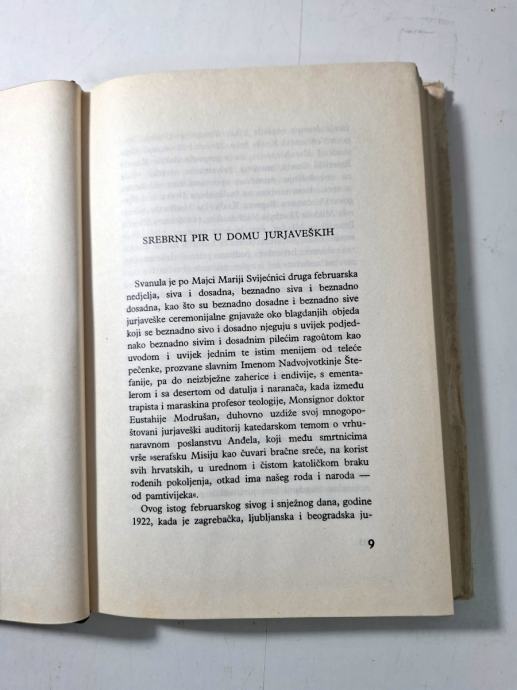 SREBRNI PIR U DOMU JURJAVEŠKIH
Svanula je po Majci Mariji Svijećnici druga februarska
nedjelja, siva i dosadna, beznadno siva i beznadno
dosadna, kao što su beznadno dosadne i beznadno sive
jurjaveške ceremonijalne gnjavaže oko blagdanjih objeda
koji se beznadno sivo i dosadno njeguju s uvijek podjed-
nako beznadno sivim i dosadnim pilećim ragoûtom kao
uvodom i uvijek jednim te istim menijem od teleće
pečenke, prozvane slavnim Imenom Nadvojvotkinje Šte-
fanije, pa do neizbježne zaherice i endivije, s ementa-
lerom i sa desertom od datulja i naranača, kada između
trapista i maraskina profesor teologije, Monsignor doktor
Eustahije Modrušan, duhovno uzdiže svoj mnogopo-
štovani jurjaveški auditorij katedarskom temom o vrhu-
naravnom poslanstvu Anđela, koji među smrtnicima
vrše »serafsku Misiju kao čuvari bračne sreće, na korist
svih hrvatskih, u urednom i čistom katoličkom braku
rođenih pokoljenja, otkad ima našeg roda i naroda —
od pamtivijeka«.
Ovog istog februarskog sivog i snježnog dana, godine
1922, kada je zagrebačka, ljubljanska i beogradska ju-
9